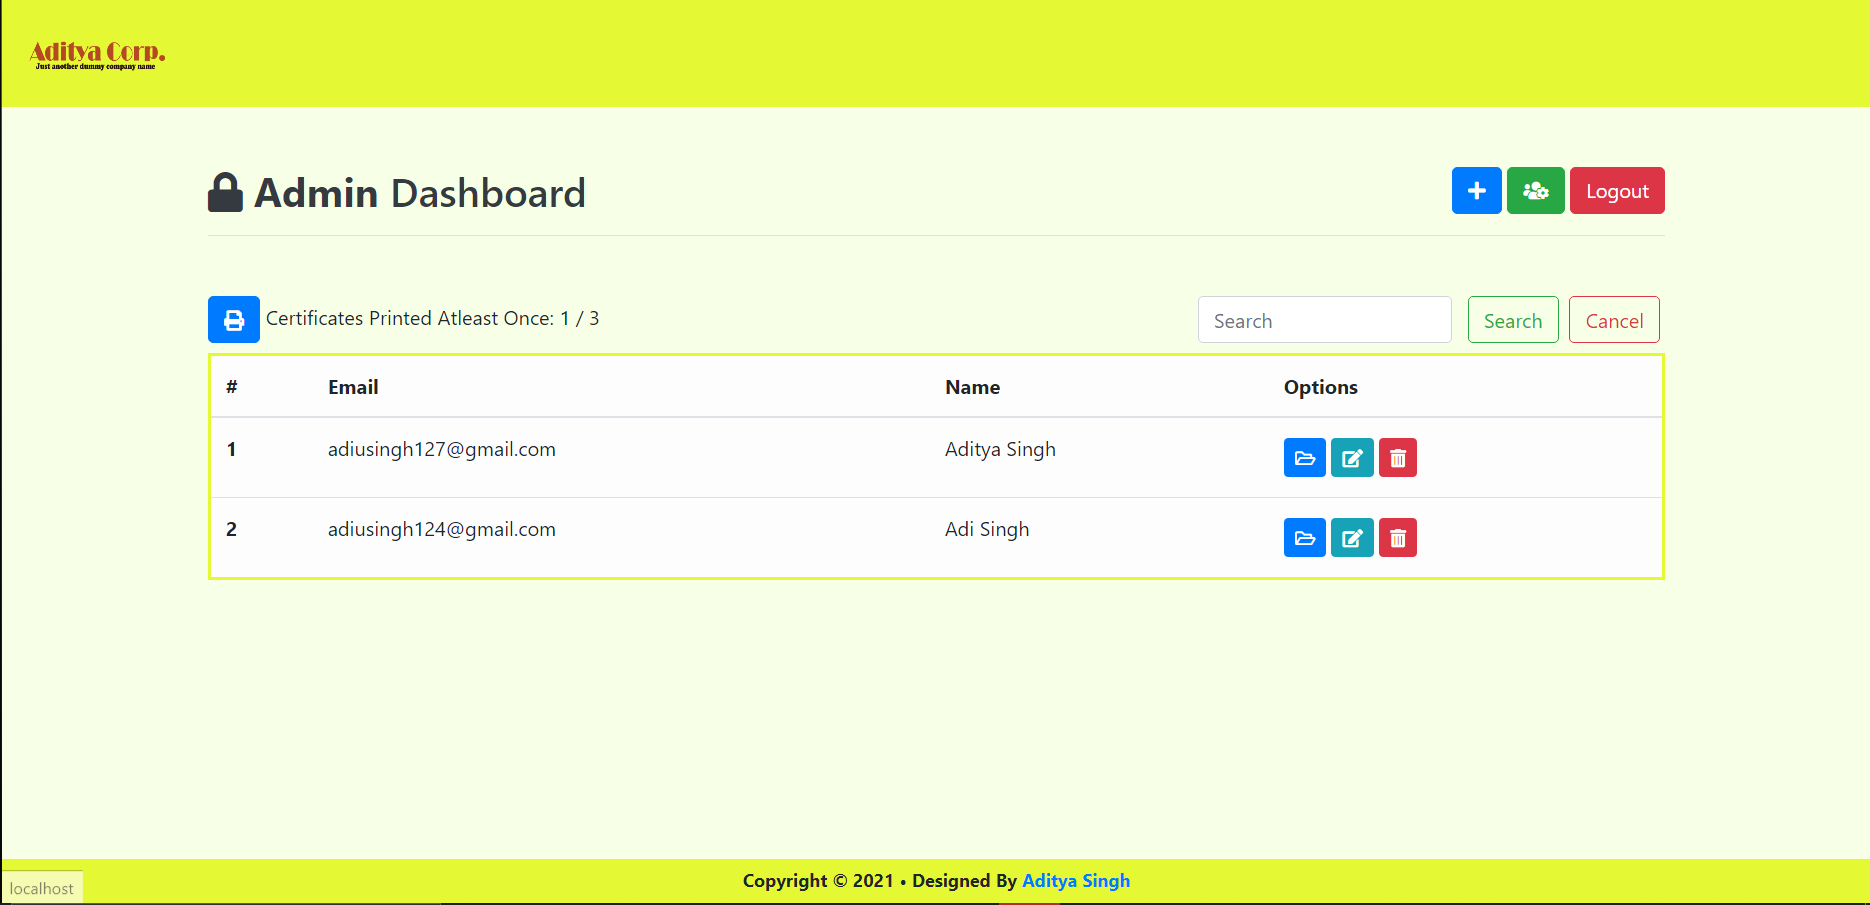 Aditya Corp.
Just another dummy company name
Admin Dashboard
Logout
Certificates Printed Atleast Once: 1 / 3
Search Search Cancel
# Email Name Options
1 adiusingh127@gmail.com Aditya Singh
2 adiusingh124@gmail.com Adi Singh
Copyright © 2021 • Designed By Aditya Singh
localhost